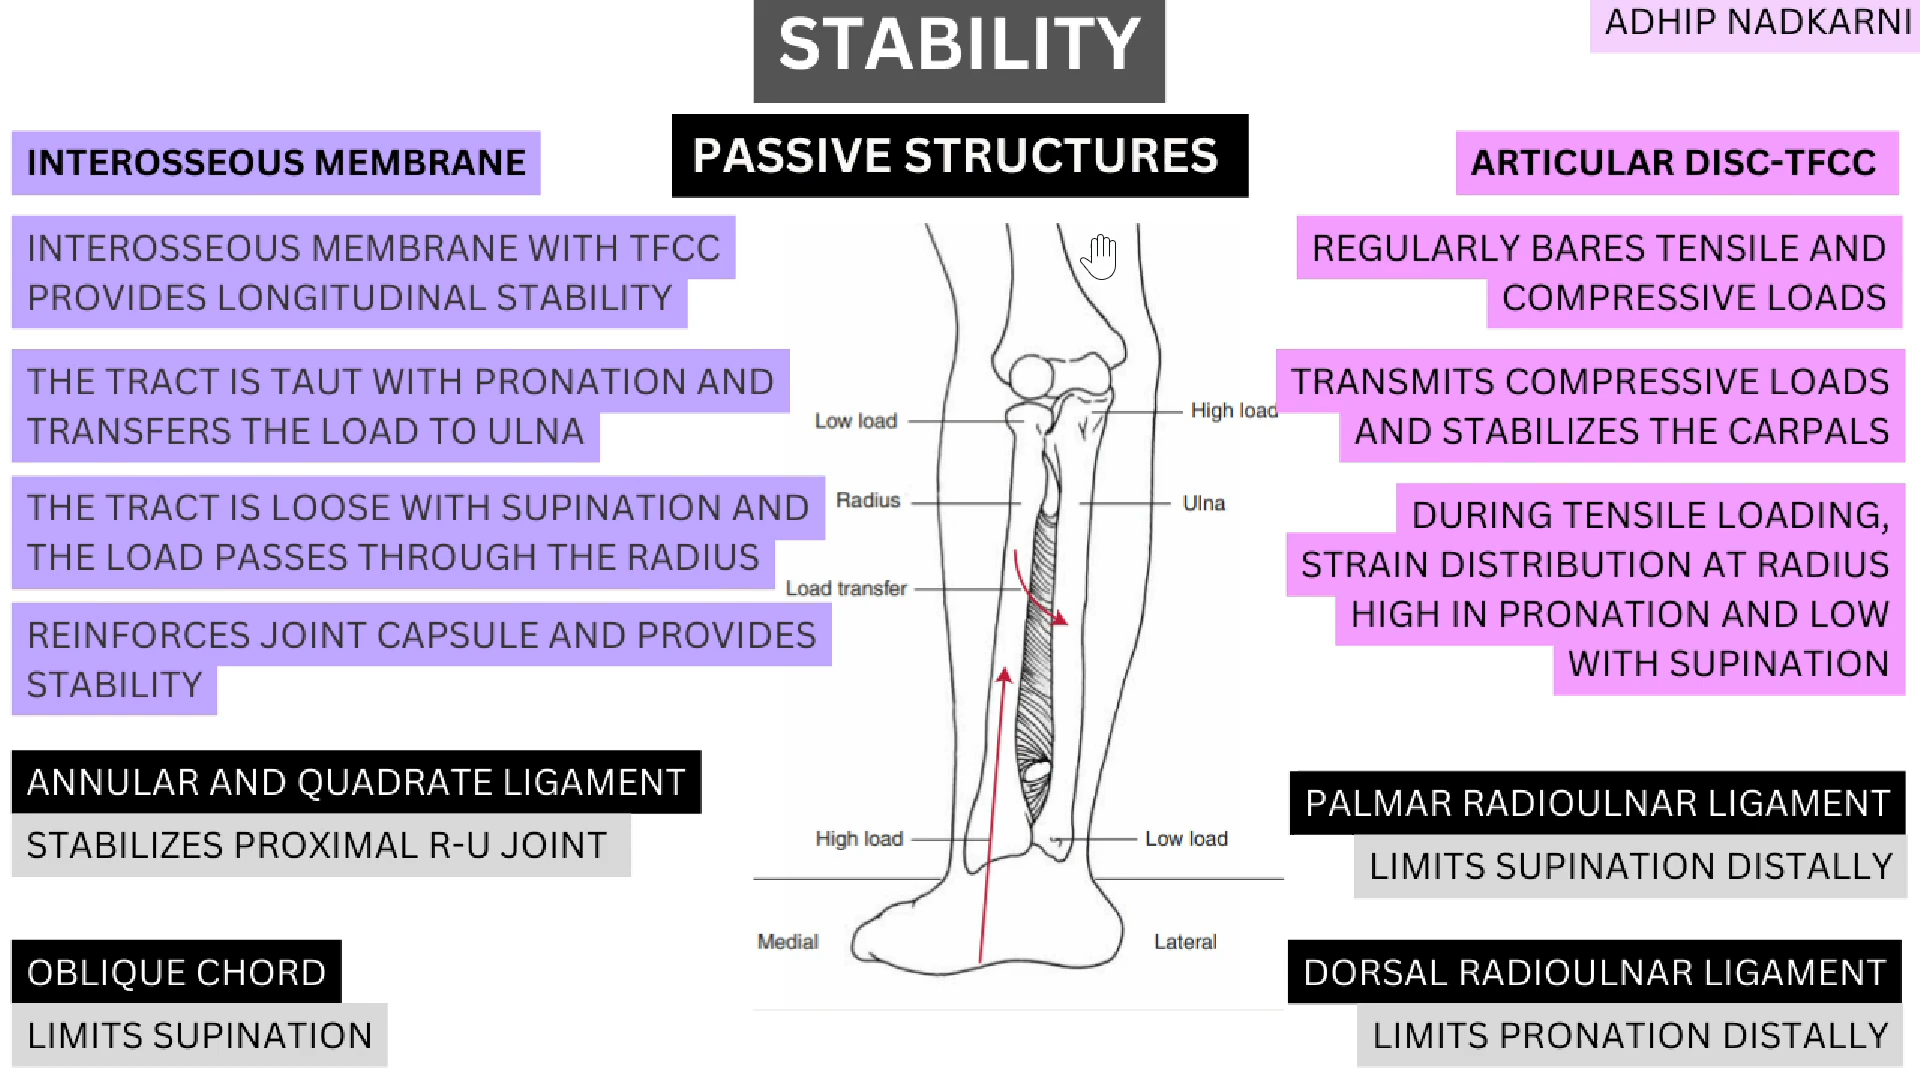 STABILITY
ADHIP NADKARNI
PASSIVE STRUCTURES
INTEROSSEOUS MEMBRANE
INTEROSSEOUS MEMBRANE WITH TFCC
PROVIDES LONGITUDINAL STABILITY
THE TRACT IS TAUT WITH PRONATION AND
TRANSFERS THE LOAD TO ULNA
THE TRACT IS LOOSE WITH SUPINATION AND
THE LOAD PASSES THROUGH THE RADIUS
REINFORCES JOINT CAPSULE AND PROVIDES
STABILITY
ANNULAR AND QUADRATE LIGAMENT
STABILIZES PROXIMAL R-U JOINT
OBLIQUE CHORD
LIMITS SUPINATION
Low load
High load
Radius
Ulna
Load transfer
High load
Low load
Medial
Lateral
ARTICULAR DISC-TFCC
REGULARLY BARES TENSILE AND
COMPRESSIVE LOADS
TRANSMITS COMPRESSIVE LOADS
AND STABILIZES THE CARPALS
DURING TENSILE LOADING,
STRAIN DISTRIBUTION AT RADIUS
HIGH IN PRONATION AND LOW
WITH SUPINATION
PALMAR RADIOULNAR LIGAMENT
LIMITS SUPINATION DISTALLY
DORSAL RADIOULNAR LIGAMENT
LIMITS PRONATION DISTALLY